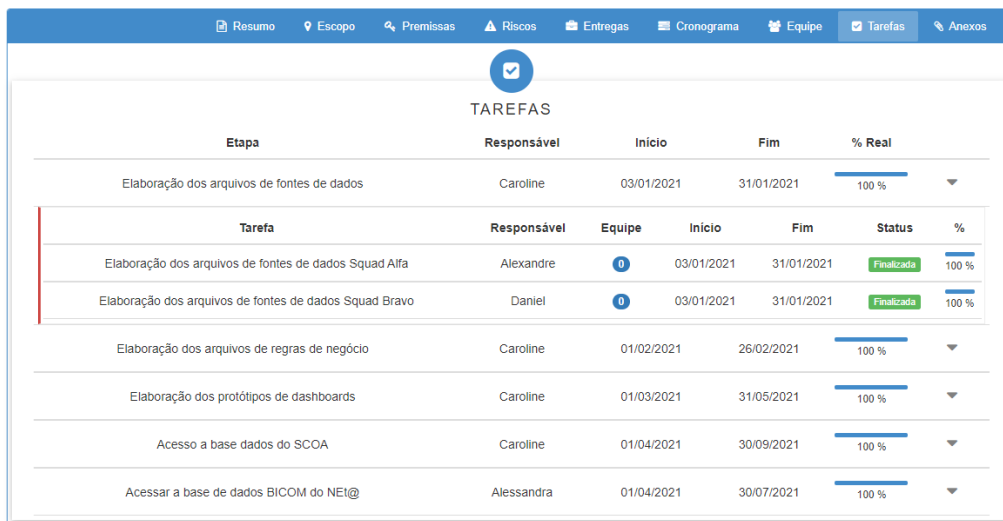 Resumo Escopo Premissas Riscos Entregas Cronograma Equipe Tarefas Anexos
TAREFAS
Etapa Responsável Início Fim % Real
Elaboração dos arquivos de fontes de dados Caroline 03/01/2021 31/01/2021 100 %
Tarefa Responsável Equipe Início Fim Status %
Elaboração dos arquivos de fontes de dados Squad Alfa Alexandre 0 03/01/2021 31/01/2021 Finalizada 100 %
Elaboração dos arquivos de fontes de dados Squad Bravo Daniel 0 03/01/2021 31/01/2021 Finalizada 100 %
Elaboração dos arquivos de regras de negócio Caroline 01/02/2021 26/02/2021 100 %
Elaboração dos protótipos de dashboards Caroline 01/03/2021 31/05/2021 100 %
Acesso a base dados do SCOA Caroline 01/04/2021 30/09/2021 100 %
Acessar a base de dados BICOM do NEt@ Alessandra 01/04/2021 30/07/2021 100 %